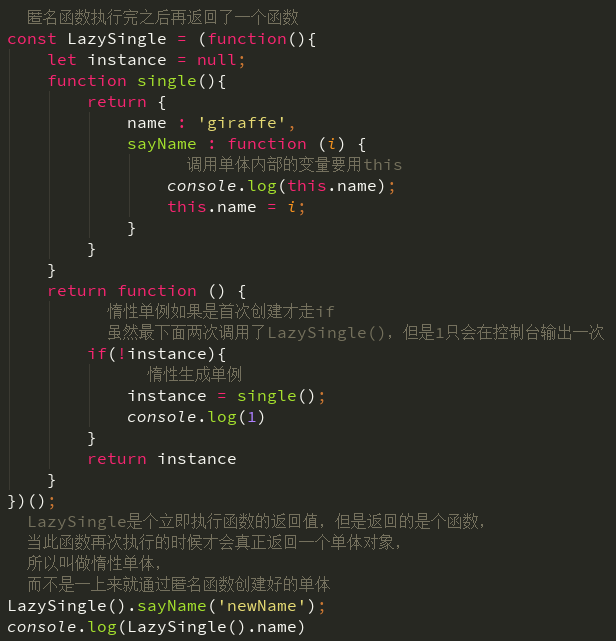 匿名函数执行完之后再返回了一个函数
const LazySingle = (function(){
    let instance = null;
    function single(){
        return {
            name : 'giraffe',
            sayName : function (i) {
                  调用单体内部的变量要用this
                console.log(this.name);
                this.name = i;
            }
        }
    }
    return function () {
          惰性单例如果是首次创建才走if
          虽然最下面两次调用了LazySingle()，但是1只会在控制台输出一次
        if(!instance){
              惰性生成单例
            instance = single();
            console.log(1)
        }
        return instance
    }
})();
  LazySingle是个立即执行函数的返回值，但是返回的是个函数，
  当此函数再次执行的时候才会真正返回一个单体对象，
  所以叫做惰性单体，
  而不是一上来就通过匿名函数创建好的单体
LazySingle().sayName('newName');
console.log(LazySingle().name)